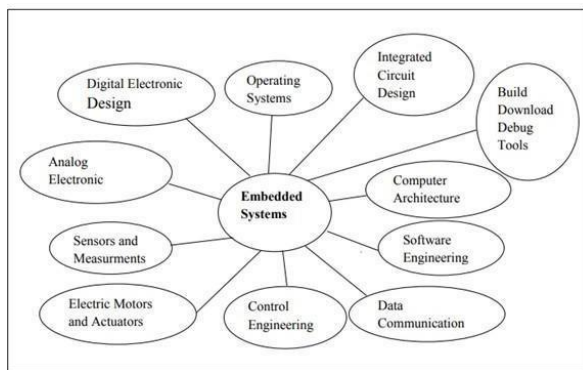 Digital Electronic
Design
Operating
Systems
Integrated
Circuit
Design
Build
Download
Debug
Tools
Analog
Electronic
Embedded
Systems
Computer
Architecture
Sensors and
Measurments
Software
Engineering
Electric Motors
and Actuators
Control
Engineering
Data
Communication